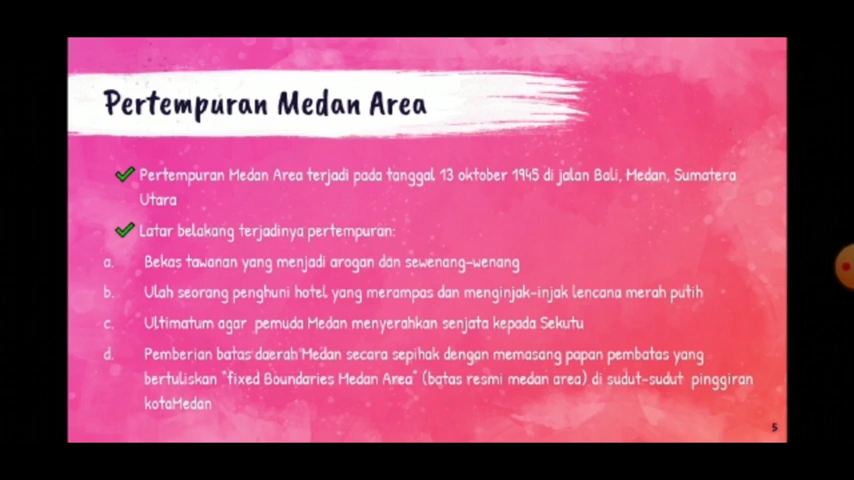 Pertempuran Medan Area
Pertempuran Medan Area terjadi pada tanggal 13 oktober 1945 di jalan Bali, Medan, Sumatera
Utara
Latar belakang terjadinya pertempuran:
a. Bekas tawanan yang menjadi arogan dan sewenang-wenang
b. Ulah seorang penghuni hotel yang merampas dan menginjak-injak lencana merah putih
c. Ultimatum agar pemuda Medan menyerahkan senjata kepada Sekutu
d. Pemberian batas daerah Medan secara sepihak dengan memasang papan pembatas yang
bertuliskan "fixed Boundaries Medan Area" (batas resmi medan area) di sudut-sudut pinggiran
kotaMedan
5